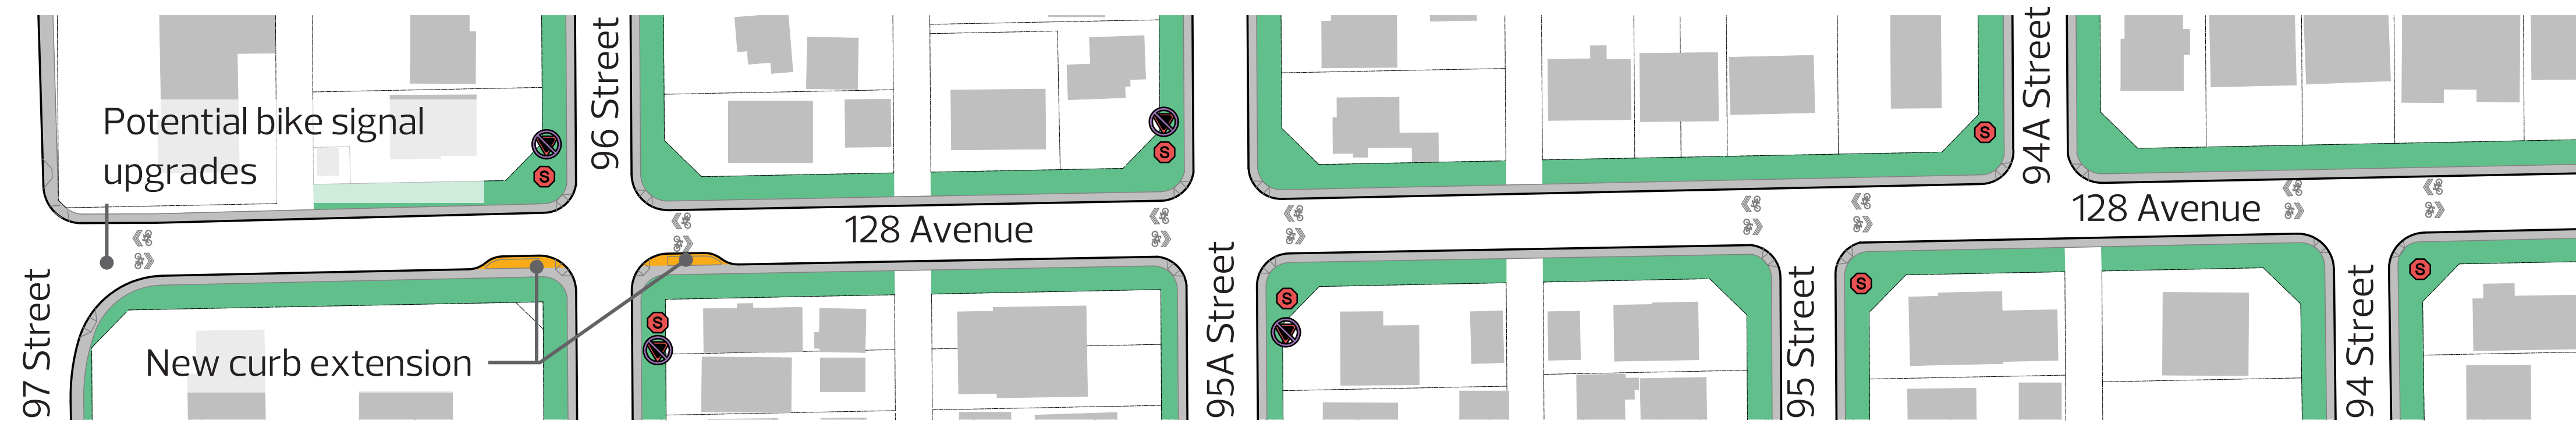 Potential bike signal
upgrades
96 Street
94A Street
128 Avenue
128 Avenue
New curb extension
97 Street
95A Street
95 Street
94 Street
S
S
S
S
S
S
S